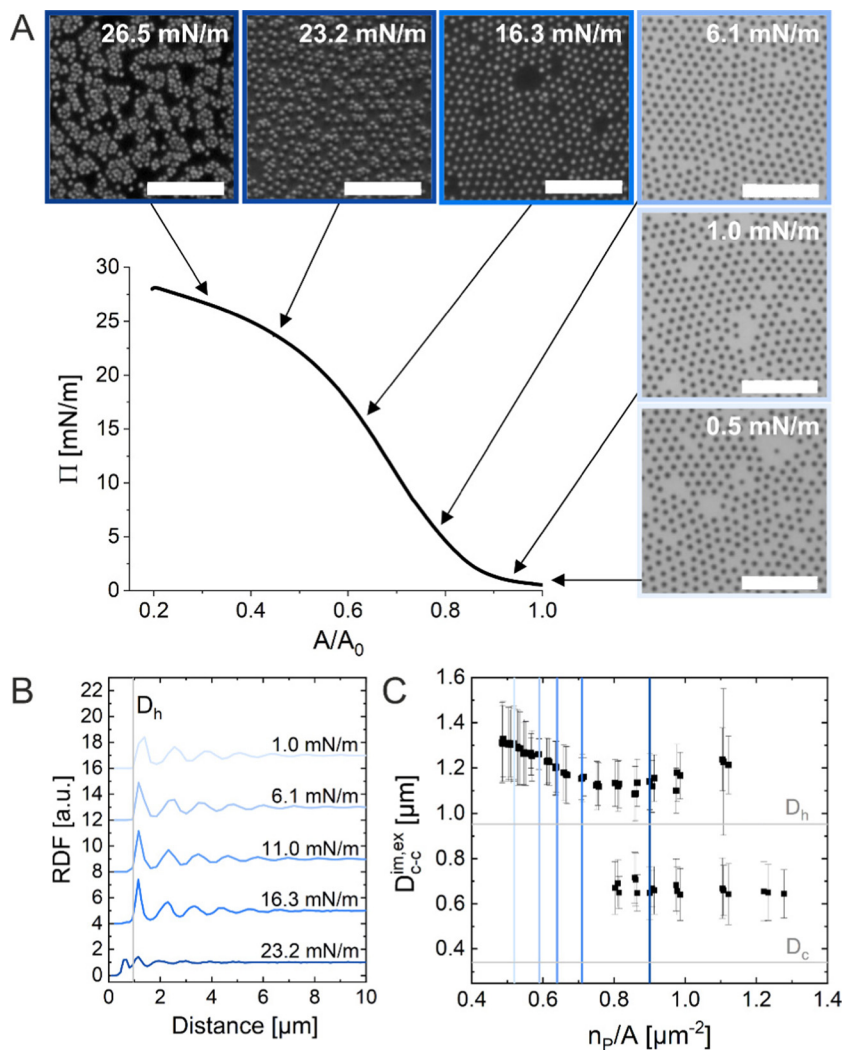 A
26.5 mN/m
23.2 mN/m
16.3 mN/m
6.1 mN/m
1.0 mN/m
0.5 mN/m
30
25
20
15
10
5
0
Π [mN/m]
0.2 0.4 0.6 0.8 1.0
A/A₀
B
Dₕ
22
20
18
16
14
12
10
8
6
4
2
0
RDF [a.u.]
1.0 mN/m
6.1 mN/m
11.0 mN/m
16.3 mN/m
23.2 mN/m
0 2 4 6 8 10
Distance [µm]
C
1.6
1.4
1.2
1.0
0.8
0.6
0.4
D_c-c^im,ex [µm]
Dₕ
D_c
0.4 0.6 0.8 1.0 1.2 1.4
n_P/A [µm⁻²]